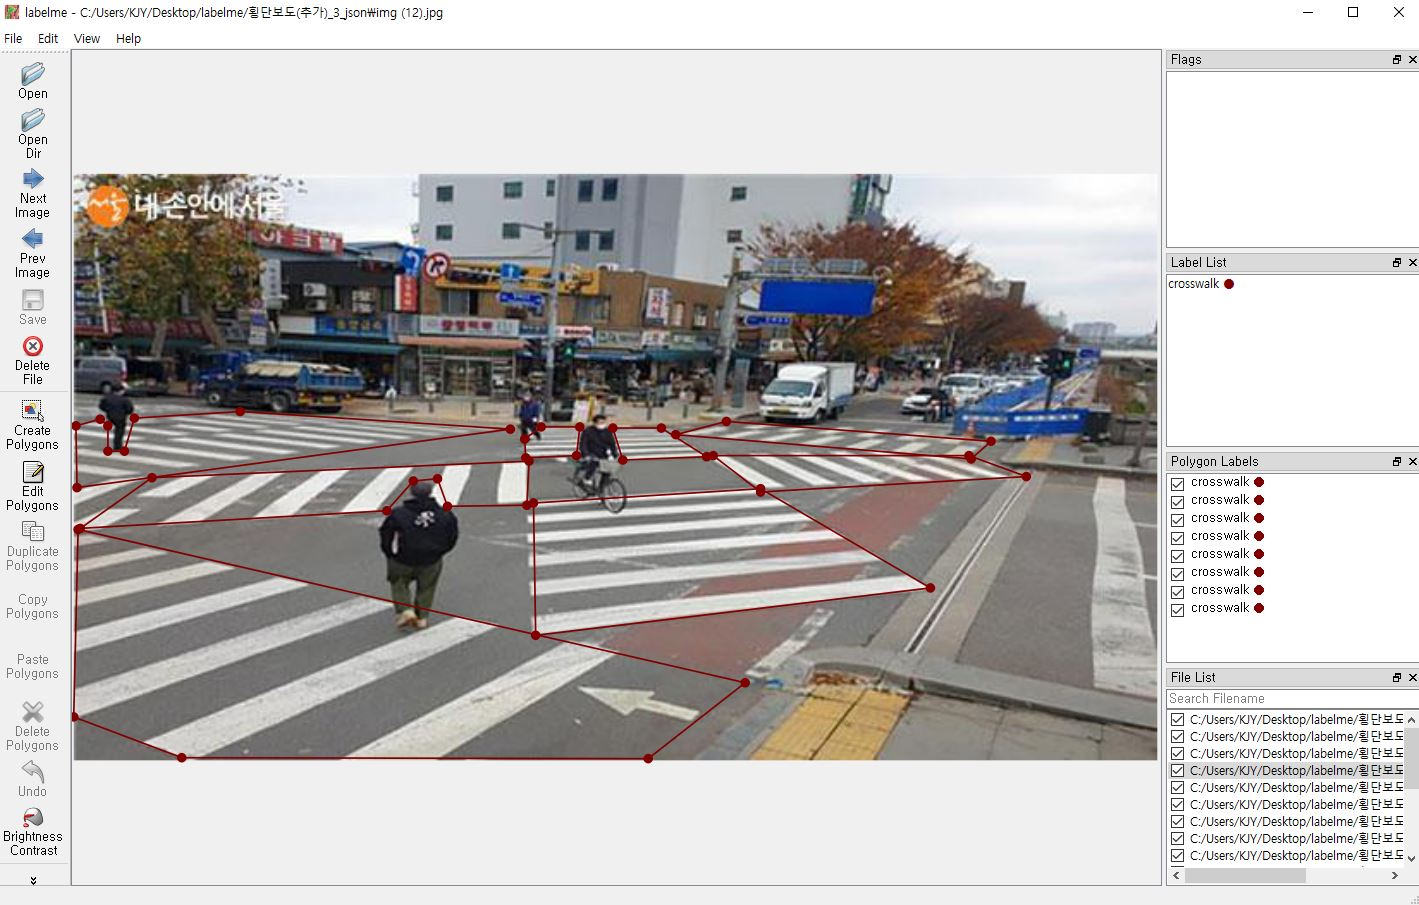 labelme - C:/Users/KJY/Desktop/labelme/횡단보도(추가)_3_json₩img (12).jpg
File Edit View Help
Open
Open
Dir
Next
Image
Prev
Image
Save
Delete
File
Create
Polygons
Edit
Polygons
Duplicate
Polygons
Copy
Polygons
Paste
Polygons
Delete
Polygons
Undo
Brightness
Contrast
서울 내 손안에 서울
Flags
Label List
crosswalk
Polygon Labels
crosswalk
crosswalk
crosswalk
crosswalk
crosswalk
crosswalk
crosswalk
crosswalk
File List
Search Filename
C:/Users/KJY/Desktop/labelme/횡단보도
C:/Users/KJY/Desktop/labelme/횡단보도
C:/Users/KJY/Desktop/labelme/횡단보도
C:/Users/KJY/Desktop/labelme/횡단보도
C:/Users/KJY/Desktop/labelme/횡단보도
C:/Users/KJY/Desktop/labelme/횡단보도
C:/Users/KJY/Desktop/labelme/횡단보도
C:/Users/KJY/Desktop/labelme/횡단보도
C:/Users/KJY/Desktop/labelme/횡단보도